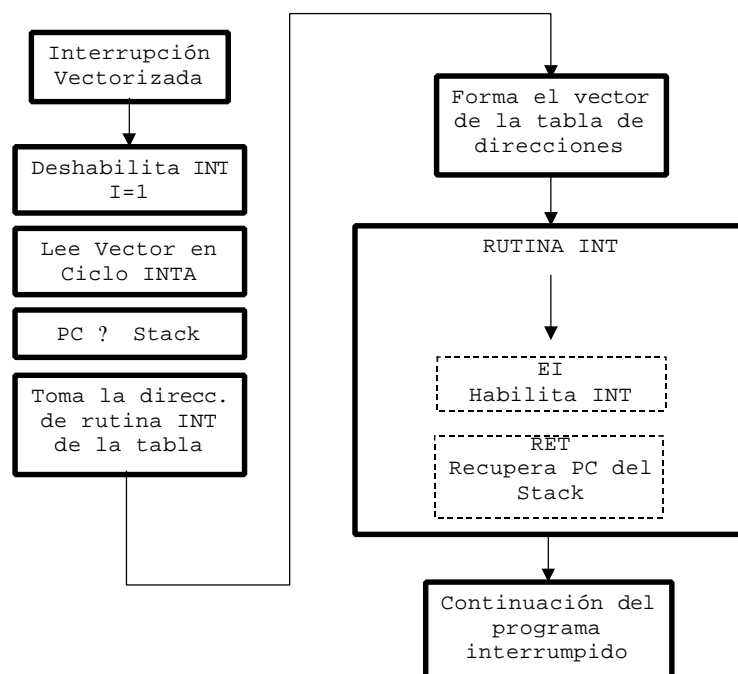 Interrupción
Vectorizada
Deshabilita INT
I=1
Lee Vector en
Ciclo INTA
PC ? Stack
Toma la direcc.
de rutina INT
de la tabla
Forma el vector
de la tabla de
direcciones
RUTINA INT
EI
Habilita INT
RET
Recupera PC del
Stack
Continuación del
programa
interrumpido